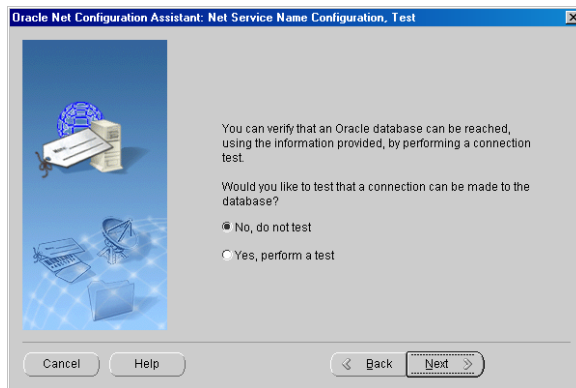 Oracle Net Configuration Assistant: Net Service Name Configuration, Test
You can verify that an Oracle database can be reached,
using the information provided, by performing a connection
test.
Would you like to test that a connection can be made to the
database?
No, do not test
Yes, perform a test
Cancel
Help
Back
Next